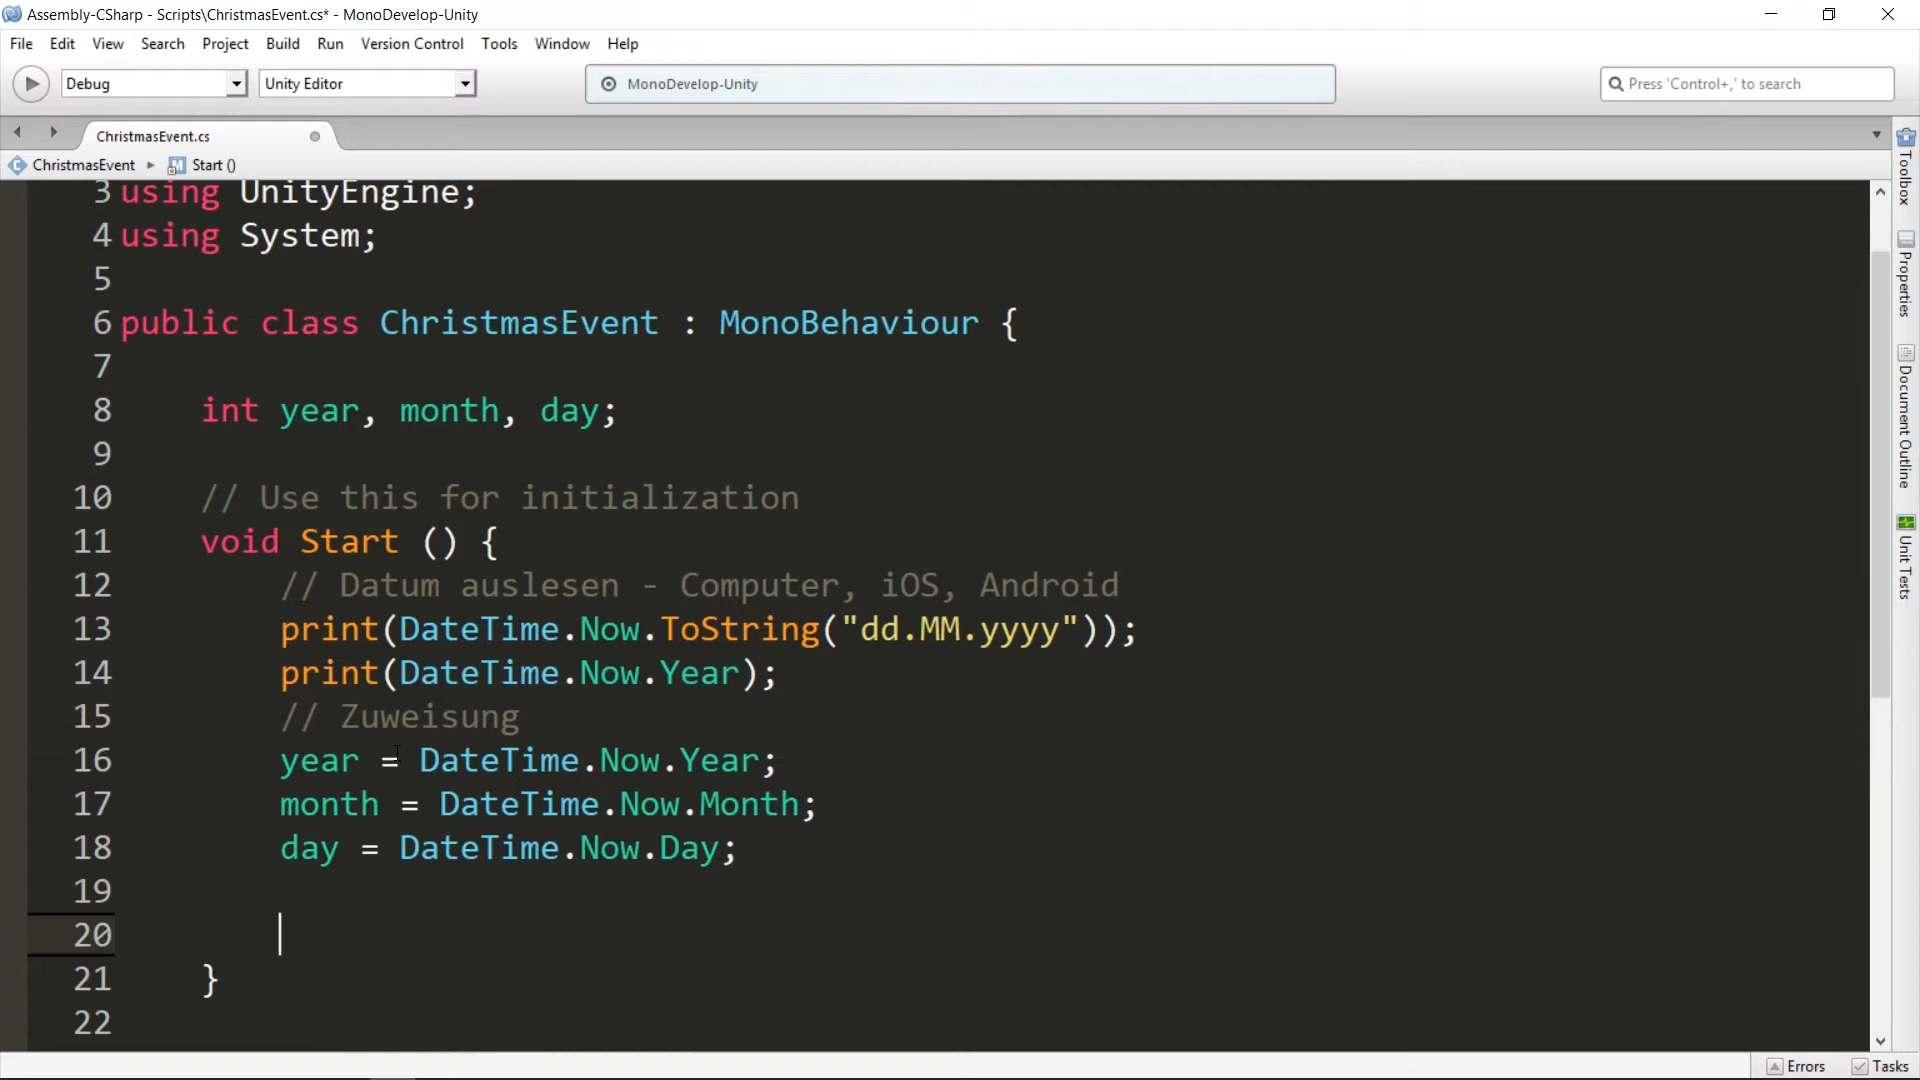 Assembly-CSharp - Scripts\ChristmasEvent.cs* - MonoDevelop-Unity
File Edit View Search Project Build Run Version Control Tools Window Help
Debug Unity Editor MonoDevelop-Unity Press 'Control+,' to search
ChristmasEvent.cs
ChristmasEvent Start ()
3 using UnityEngine;
4 using System;
5
6 public class ChristmasEvent : MonoBehaviour {
7
8 int year, month, day;
9
10 // Use this for initialization
11 void Start () {
12 // Datum auslesen - Computer, iOS, Android
13 print(DateTime.Now.ToString("dd.MM.yyyy"));
14 print(DateTime.Now.Year);
15 // Zuweisung
16 year = DateTime.Now.Year;
17 month = DateTime.Now.Month;
18 day = DateTime.Now.Day;
19
20
21 }
22
Toolbox
Properties
Document Outline
Unit Tests
Errors Tasks